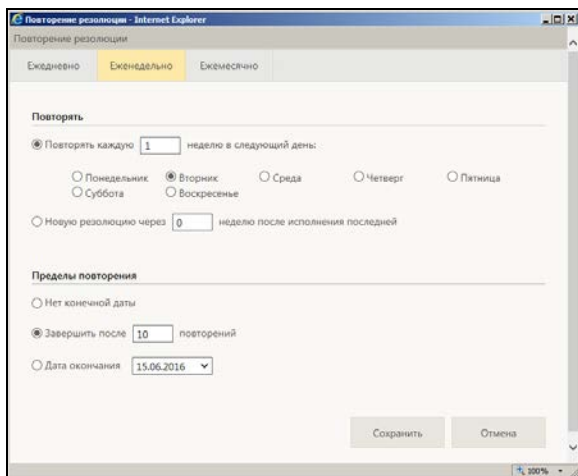 Повторение резолюции - Internet Explorer
Повторение резолюции
Ежедневно Еженедельно Ежемесячно
Повторять
Повторять каждую 1 неделю в следующий день:
Понедельник Вторник Среда Четверг Пятница
Суббота Воскресенье
Новую резолюцию через 0 неделю после исполнения последней
Пределы повторения
Нет конечной даты
Завершить после 10 повторений
Дата окончания 15.06.2016
Сохранить Отмена
100%